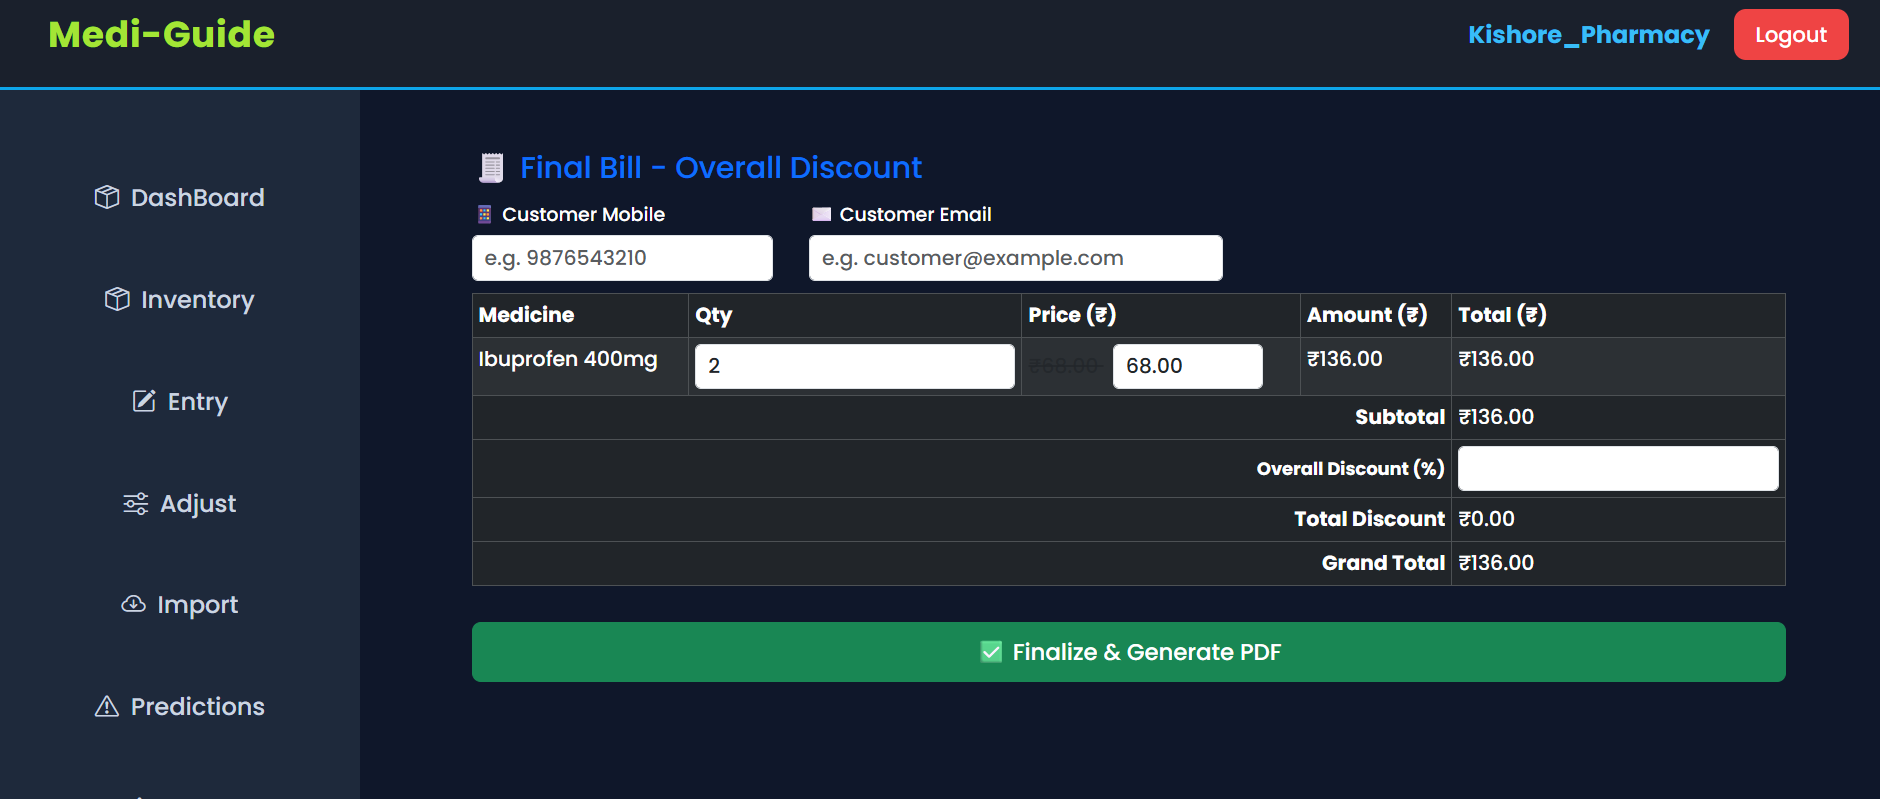 Medi-Guide
Kishore_Pharmacy
Logout
DashBoard
Inventory
Entry
Adjust
Import
Predictions
Final Bill - Overall Discount
Customer Mobile
Customer Email
e.g. 9876543210
e.g. customer@example.com
Medicine Qty Price (₹) Amount (₹) Total (₹)
Ibuprofen 400mg 2 ₹68.00 68.00 ₹136.00 ₹136.00
Subtotal ₹136.00
Overall Discount (%)
Total Discount ₹0.00
Grand Total ₹136.00
Finalize & Generate PDF